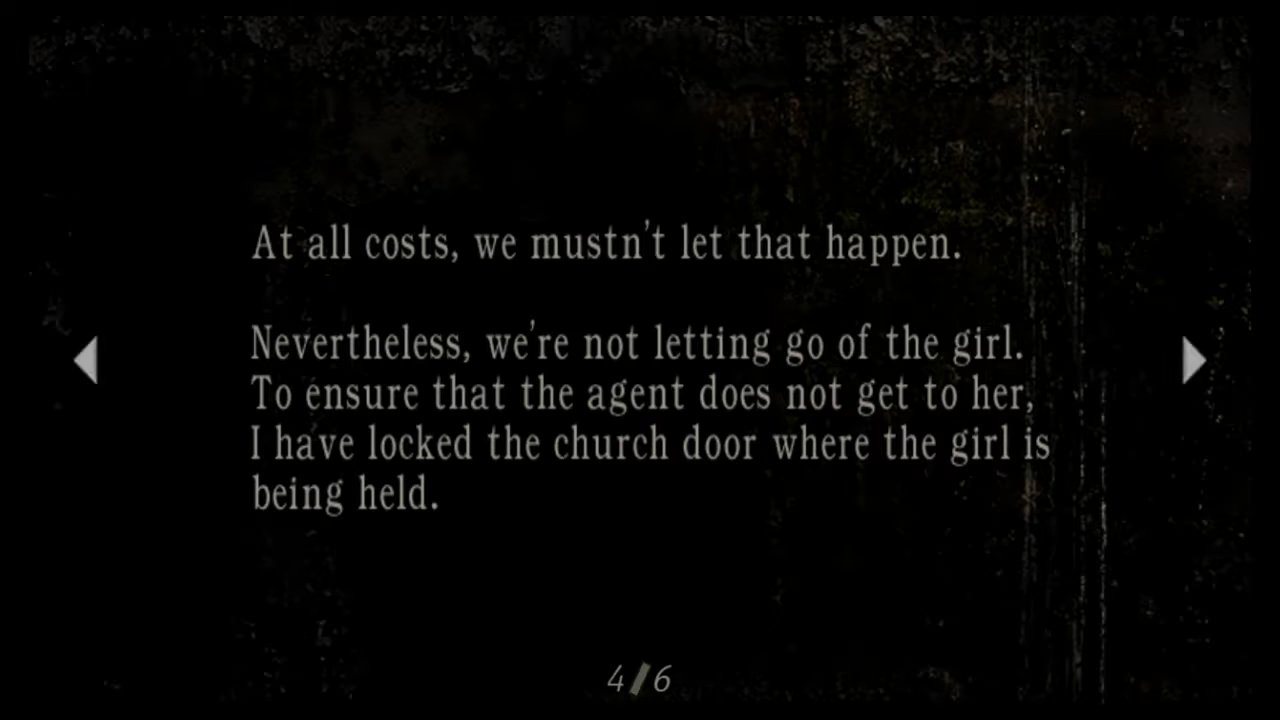 At all costs, we mustn't let that happen.
Nevertheless, we're not letting go of the girl.
To ensure that the agent does not get to her,
I have locked the church door where the girl is
being held.
4/6